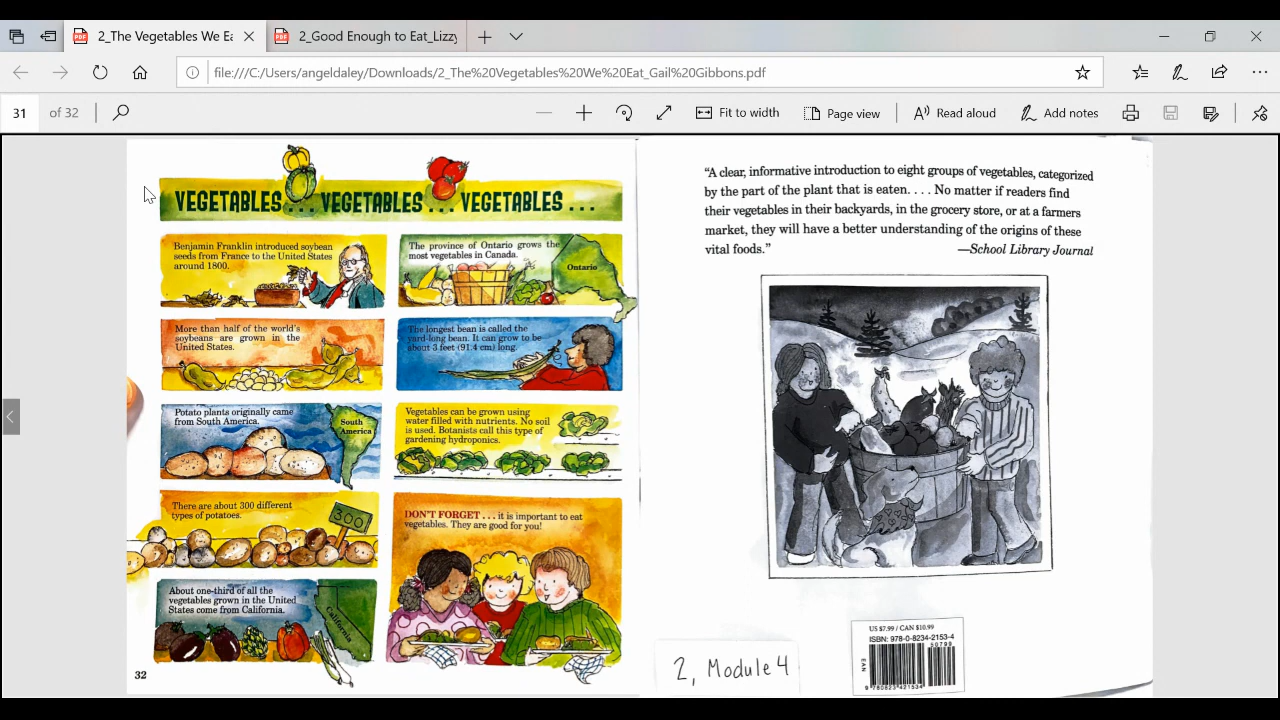 2_The Vegetables We Ea
2_Good Enough to Eat_Lizzy
file:///C:/Users/angeldaley/Downloads/2_The%20Vegetables%20We%20Eat_Gail%20Gibbons.pdf
31 of 32
Fit to width
Page view
Read aloud
Add notes
VEGETABLES... VEGETABLES... VEGETABLES...
Benjamin Franklin introduced soybean
seeds from France to the United States
around 1800.
The province of Ontario grows the
most vegetables in Canada.
Ontario
More than half of the world's
soybeans are grown in the
United States.
The longest bean is called the
yard-long bean. It can grow to be
about 3 feet (91.4 cm) long.
Potato plants originally came
from South America.
South
America
Vegetables can be grown using
water filled with nutrients. No soil
is used. Botanists call this type of
gardening hydroponics.
There are about 300 different
types of potatoes.
300!
DON'T FORGET... it is important to eat
vegetables. They are good for you!
About one-third of all the
vegetables grown in the United
States come from California.
California
32
"A clear, informative introduction to eight groups of vegetables, categorized
by the part of the plant that is eaten. . . . No matter if readers find
their vegetables in their backyards, in the grocery store, or at a farmers
market, they will have a better understanding of the origins of these
vital foods."
—School Library Journal
2, Module 4
US $7.99 / CAN $10.99
ISBN: 978-0-8234-2153-4
50799
EAN
9 780823 421534